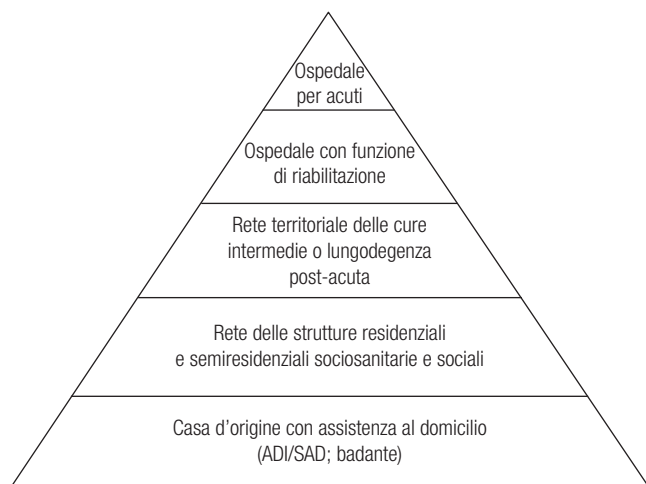 Ospedale
per acuti
Ospedale con funzione
di riabilitazione
Rete territoriale delle cure
intermedie o lungodegenza
post-acuta
Rete delle strutture residenziali
e semiresidenziali sociosanitarie e sociali
Casa d’origine con assistenza al domicilio
(ADI/SAD; badante)